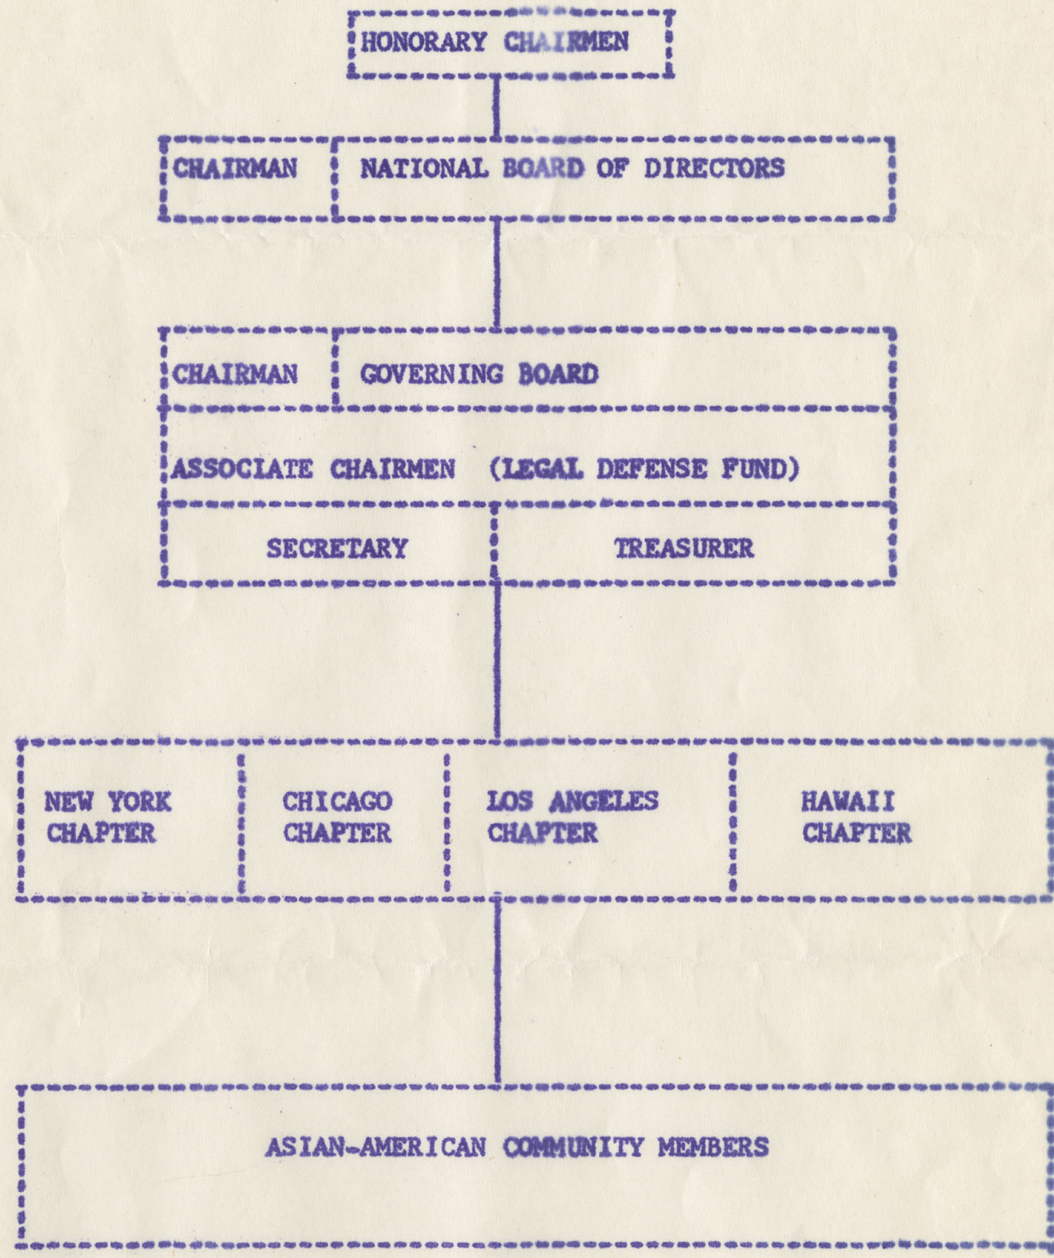 HONORARY CHAIRMEN
CHAIRMAN NATIONAL BOARD OF DIRECTORS
CHAIRMAN GOVERNING BOARD
ASSOCIATE CHAIRMEN (LEGAL DEFENSE FUND)
SECRETARY TREASURER
NEW YORK
CHAPTER
CHICAGO
CHAPTER
LOS ANGELES
CHAPTER
HAWAII
CHAPTER
ASIAN-AMERICAN COMMUNITY MEMBERS